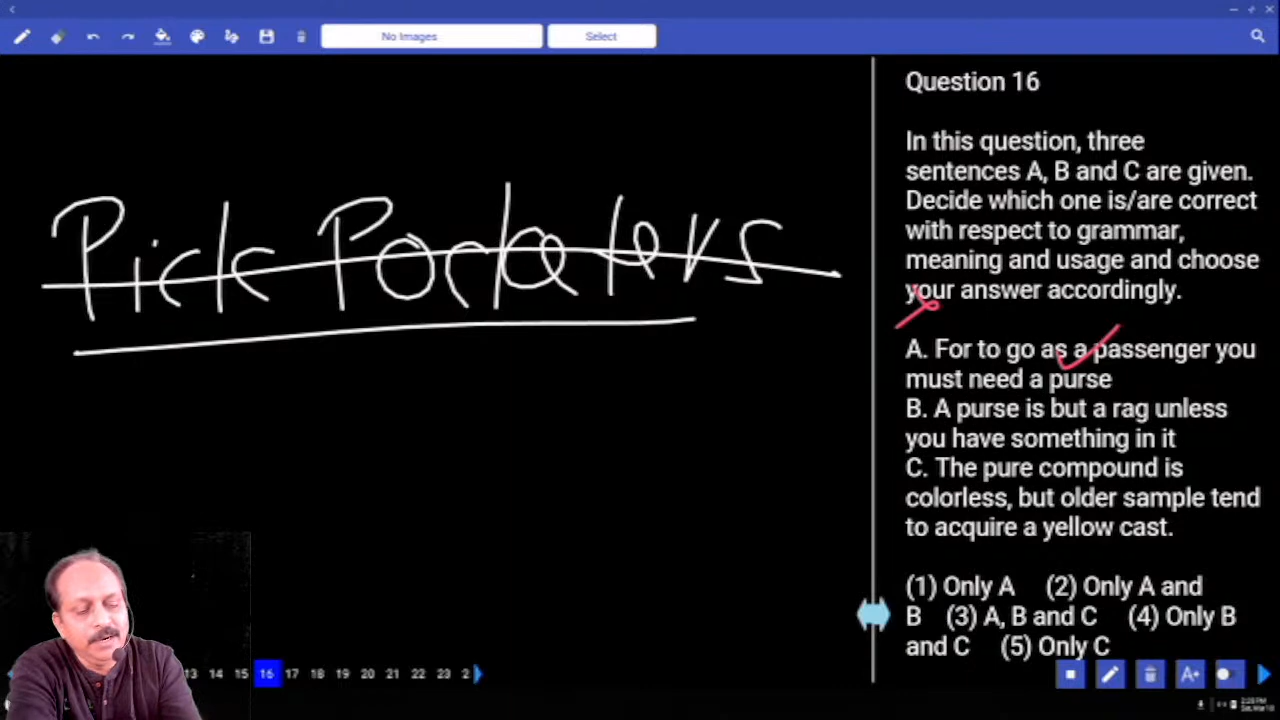 No Images
Select
Pick Pocketers
Question 16
In this question, three
sentences A, B and C are given.
Decide which one is/are correct
with respect to grammar,
meaning and usage and choose
your answer accordingly.
A. For to go as a passenger you
must need a purse
B. A purse is but a rag unless
you have something in it
C. The pure compound is
colorless, but older sample tend
to acquire a yellow cast.
(1) Only A (2) Only A and
B (3) A, B and C (4) Only B
and C (5) Only C
13 14 15 16 17 18 19 20 21 22 23 2
A+